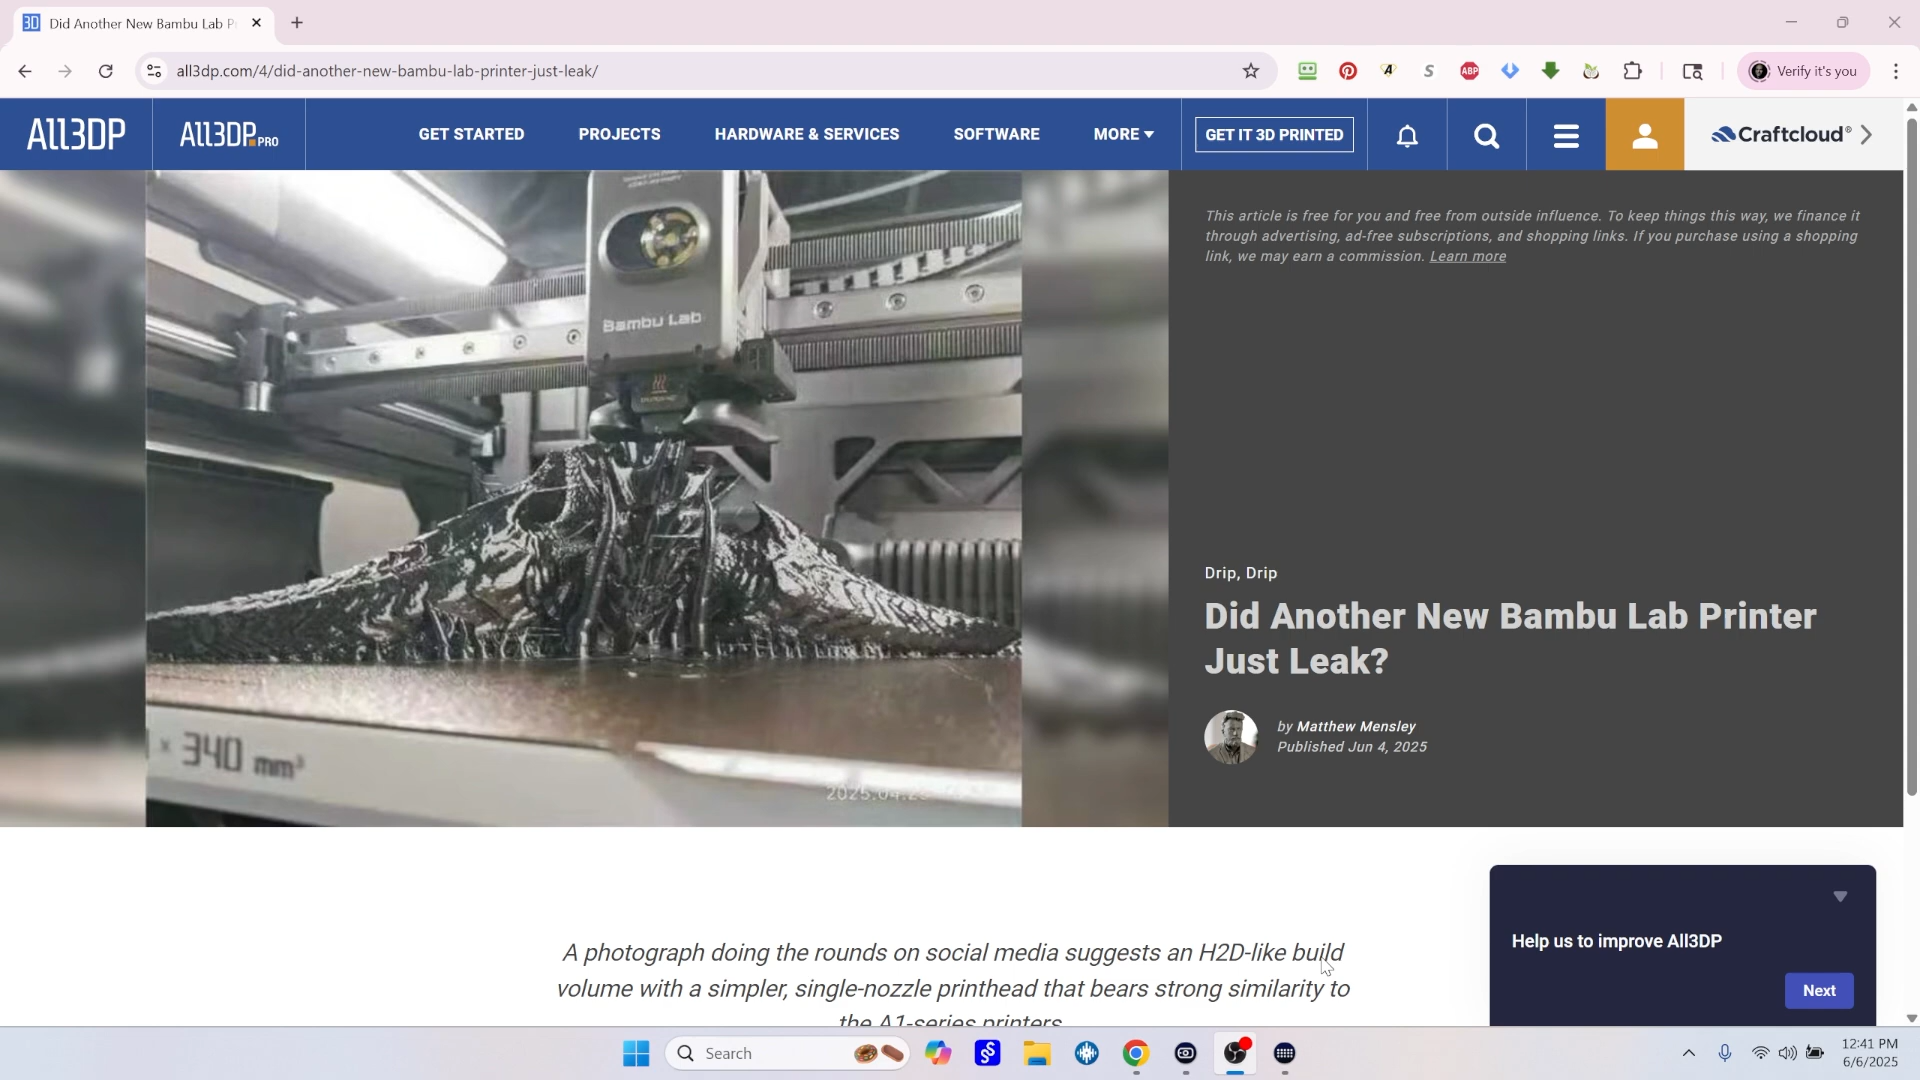 Did Another New Bambu Lab P
all3dp.com/4/did-another-new-bambu-lab-printer-just-leak/
ABP
Verify it's you
ALL3DP
ALL3DP.PRO
GET STARTED
PROJECTS
HARDWARE & SERVICES
SOFTWARE
MORE
GET IT 3D PRINTED
Craftcloud®
This article is free for you and free from outside influence. To keep things this way, we finance it
through advertising, ad-free subscriptions, and shopping links. If you purchase using a shopping
link, we may earn a commission. Learn more
Bambu Lab
x 340 mm³
Drip, Drip
Did Another New Bambu Lab Printer
Just Leak?
by Matthew Mensley
Published Jun 4, 2025
A photograph doing the rounds on social media suggests an H2D-like build
volume with a simpler, single-nozzle printhead that bears strong similarity to
the A1-series printers
Help us to improve All3DP
Next
Search
12:41 PM
6/6/2025